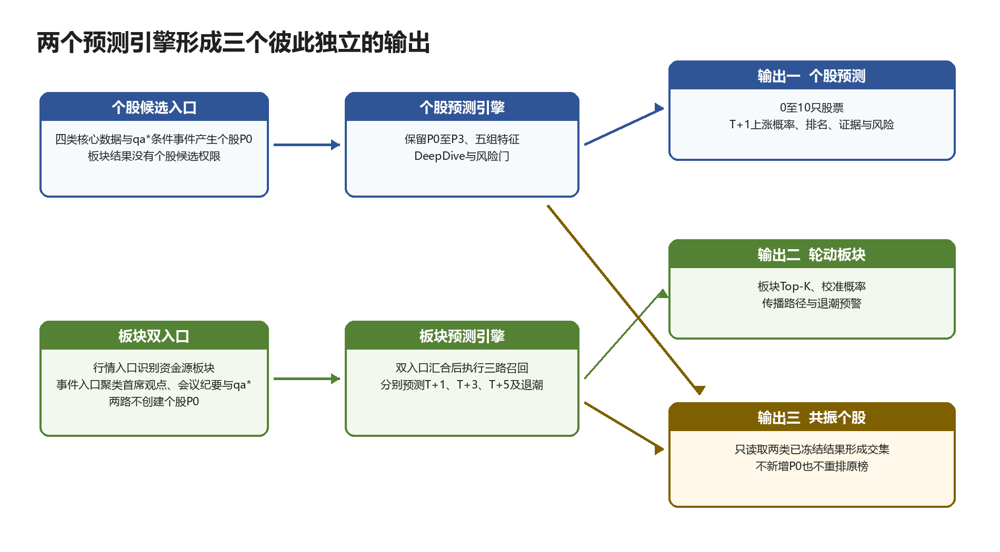 两个预测引擎形成三个彼此独立的输出
个股候选入口
四类核心数据与qa*条件事件产生个股P0
板块结果没有个股候选权限
个股预测引擎
保留P0至P3、五组特征
DeepDive与风险门
输出一 个股预测
0至10只股票
T+1上涨概率、排名、证据与风险
输出二 轮动板块
板块Top-K、校准概率
传播路径与退潮预警
板块双入口
行情入口识别资金源板块
事件入口聚类首席观点、会议纪要与qa*
两路不创建个股P0
板块预测引擎
双入口汇合后执行三路召回
分别预测T+1、T+3、T+5及退潮
输出三 共振个股
只读取两类已冻结结果形成交集
不新增P0也不重排原榜